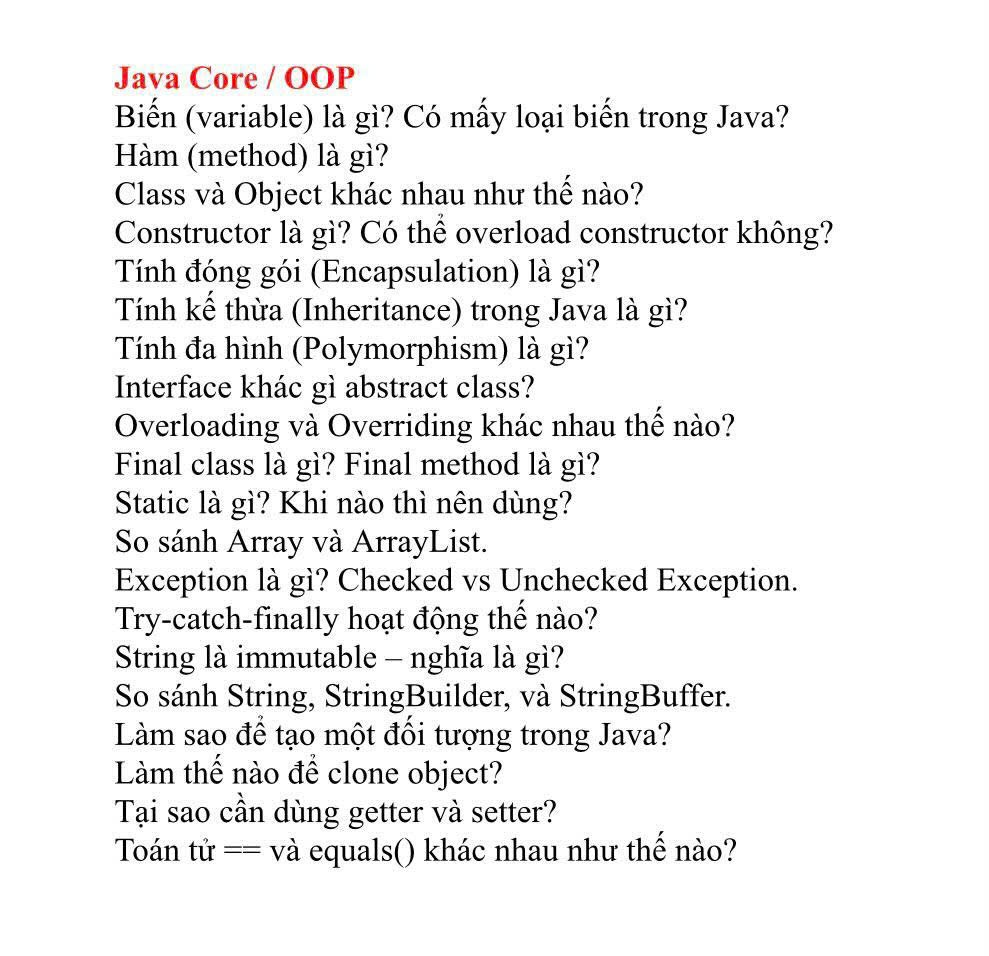 Java Core / OOP
Biến (variable) là gì? Có mấy loại biến trong Java?
Hàm (method) là gì?
Class và Object khác nhau như thế nào?
Constructor là gì? Có thể overload constructor không?
Tính đóng gói (Encapsulation) là gì?
Tính kế thừa (Inheritance) trong Java là gì?
Tính đa hình (Polymorphism) là gì?
Interface khác gì abstract class?
Overloading và Overriding khác nhau thế nào?
Final class là gì? Final method là gì?
Static là gì? Khi nào thì nên dùng?
So sánh Array và ArrayList.
Exception là gì? Checked vs Unchecked Exception.
Try-catch-finally hoạt động thế nào?
String là immutable – nghĩa là gì?
So sánh String, StringBuilder, và StringBuffer.
Làm sao để tạo một đối tượng trong Java?
Làm thế nào để clone object?
Tại sao cần dùng getter và setter?
Toán tử == và equals() khác nhau như thế nào?